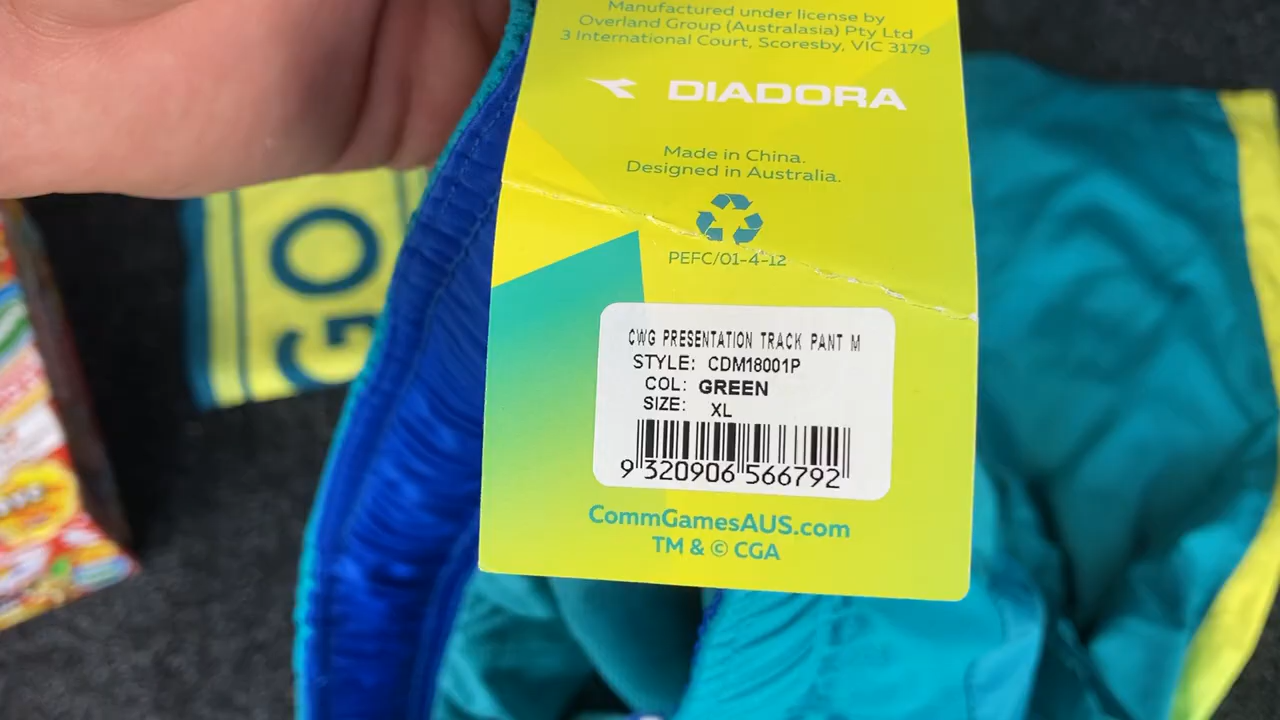 Manufactured under license by
Overland Group (Australasia) Pty Ltd
3 International Court, Scoresby, VIC 3179
DIADORA
Made in China.
Designed in Australia.
PEFC/01-4-12
CWG PRESENTATION TRACK PANT M
STYLE: CDM18001P
COL: GREEN
SIZE: XL
9 320906 566792
CommGamesAUS.com
TM & © CGA
GO